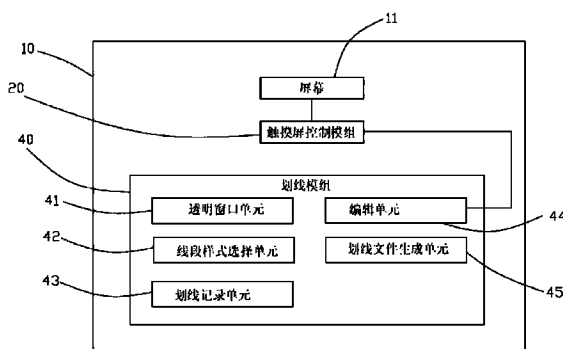 11
10
屏幕
20
触摸屏控制模组
40
划线模组
41
透明窗口单元
编辑单元
44
42
线段样式选择单元
划线文件生成单元
43
划线记录单元
45